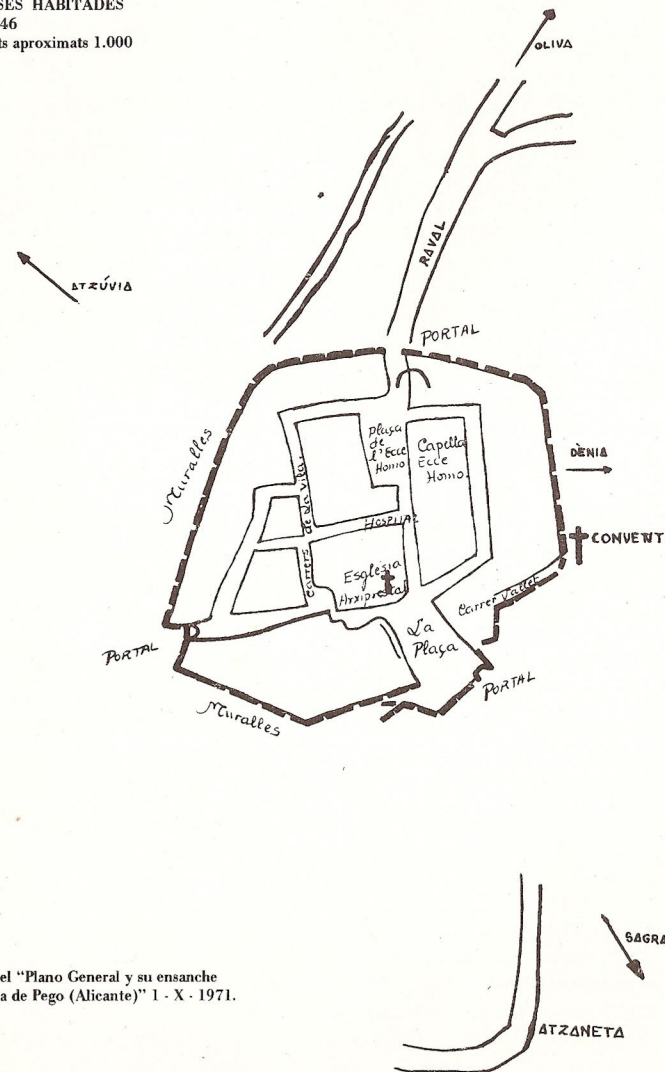 SES HABITADES
46
ts aproximats 1.000
OLIVA
RAVAL
ATZÚVIA
PORTAL
Muralles
Plaça
de
l'Ecce
Homo
Capella
Ecce
Homo.
DÈNIA
Carrers de La Vila.
HOSPITAL
CONVENT
Església
Arxiprestal
Carrer Vallet
La
Plaça
PORTAL
PORTAL
Muralles
SAGRA
el "Plano General y su ensanche
a de Pego (Alicante)" 1 - X - 1971.
ATZANETA